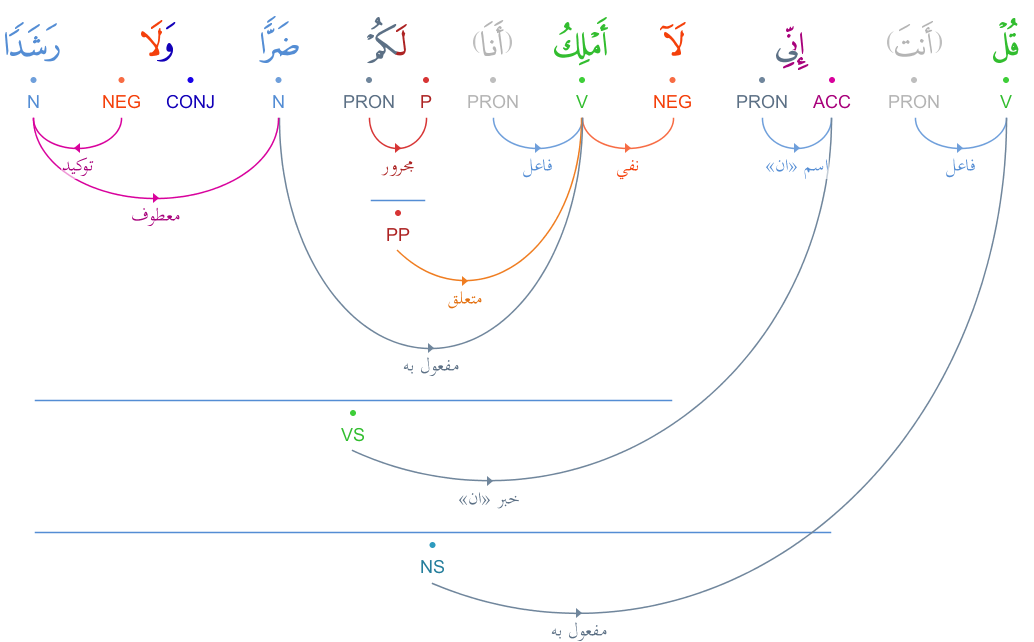 قُلْ (أَنتَ) إِنِّي لَآ أَمْلِكُ (أَنَا) لَكُمْ ضَرًّا وَلَا رَشَدًا
V PRON ACC PRON NEG V PRON P PRON N CONJ NEG N
فاعل اسم «ان» نفي فاعل مجرور توكيد
معطوف
PP
متعلق
مفعول به
VS
خبر «ان»
NS
مفعول به